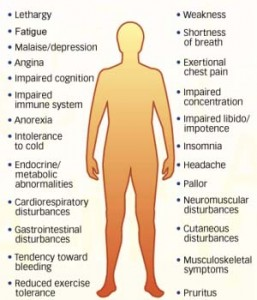 • Lethargy
• Fatigue
• Malaise/depression
• Angina
• Impaired cognition
• Impaired
immune system
• Anorexia
• Intolerance
to cold
• Endocrine/
metabolic
abnormalities
• Cardiorespiratory
disturbances
• Gastrointestinal
disturbances
• Tendency toward
bleeding
• Reduced exercise
tolerance
• Weakness
• Shortness
of breath
• Exertional
chest pain
• Impaired
concentration
• Impaired libido/
impotence
• Insomnia
• Headache
• Pallor
• Neuromuscular
disturbances
• Cutaneous
disturbances
• Musculoskeletal
symptoms
• Pruritus